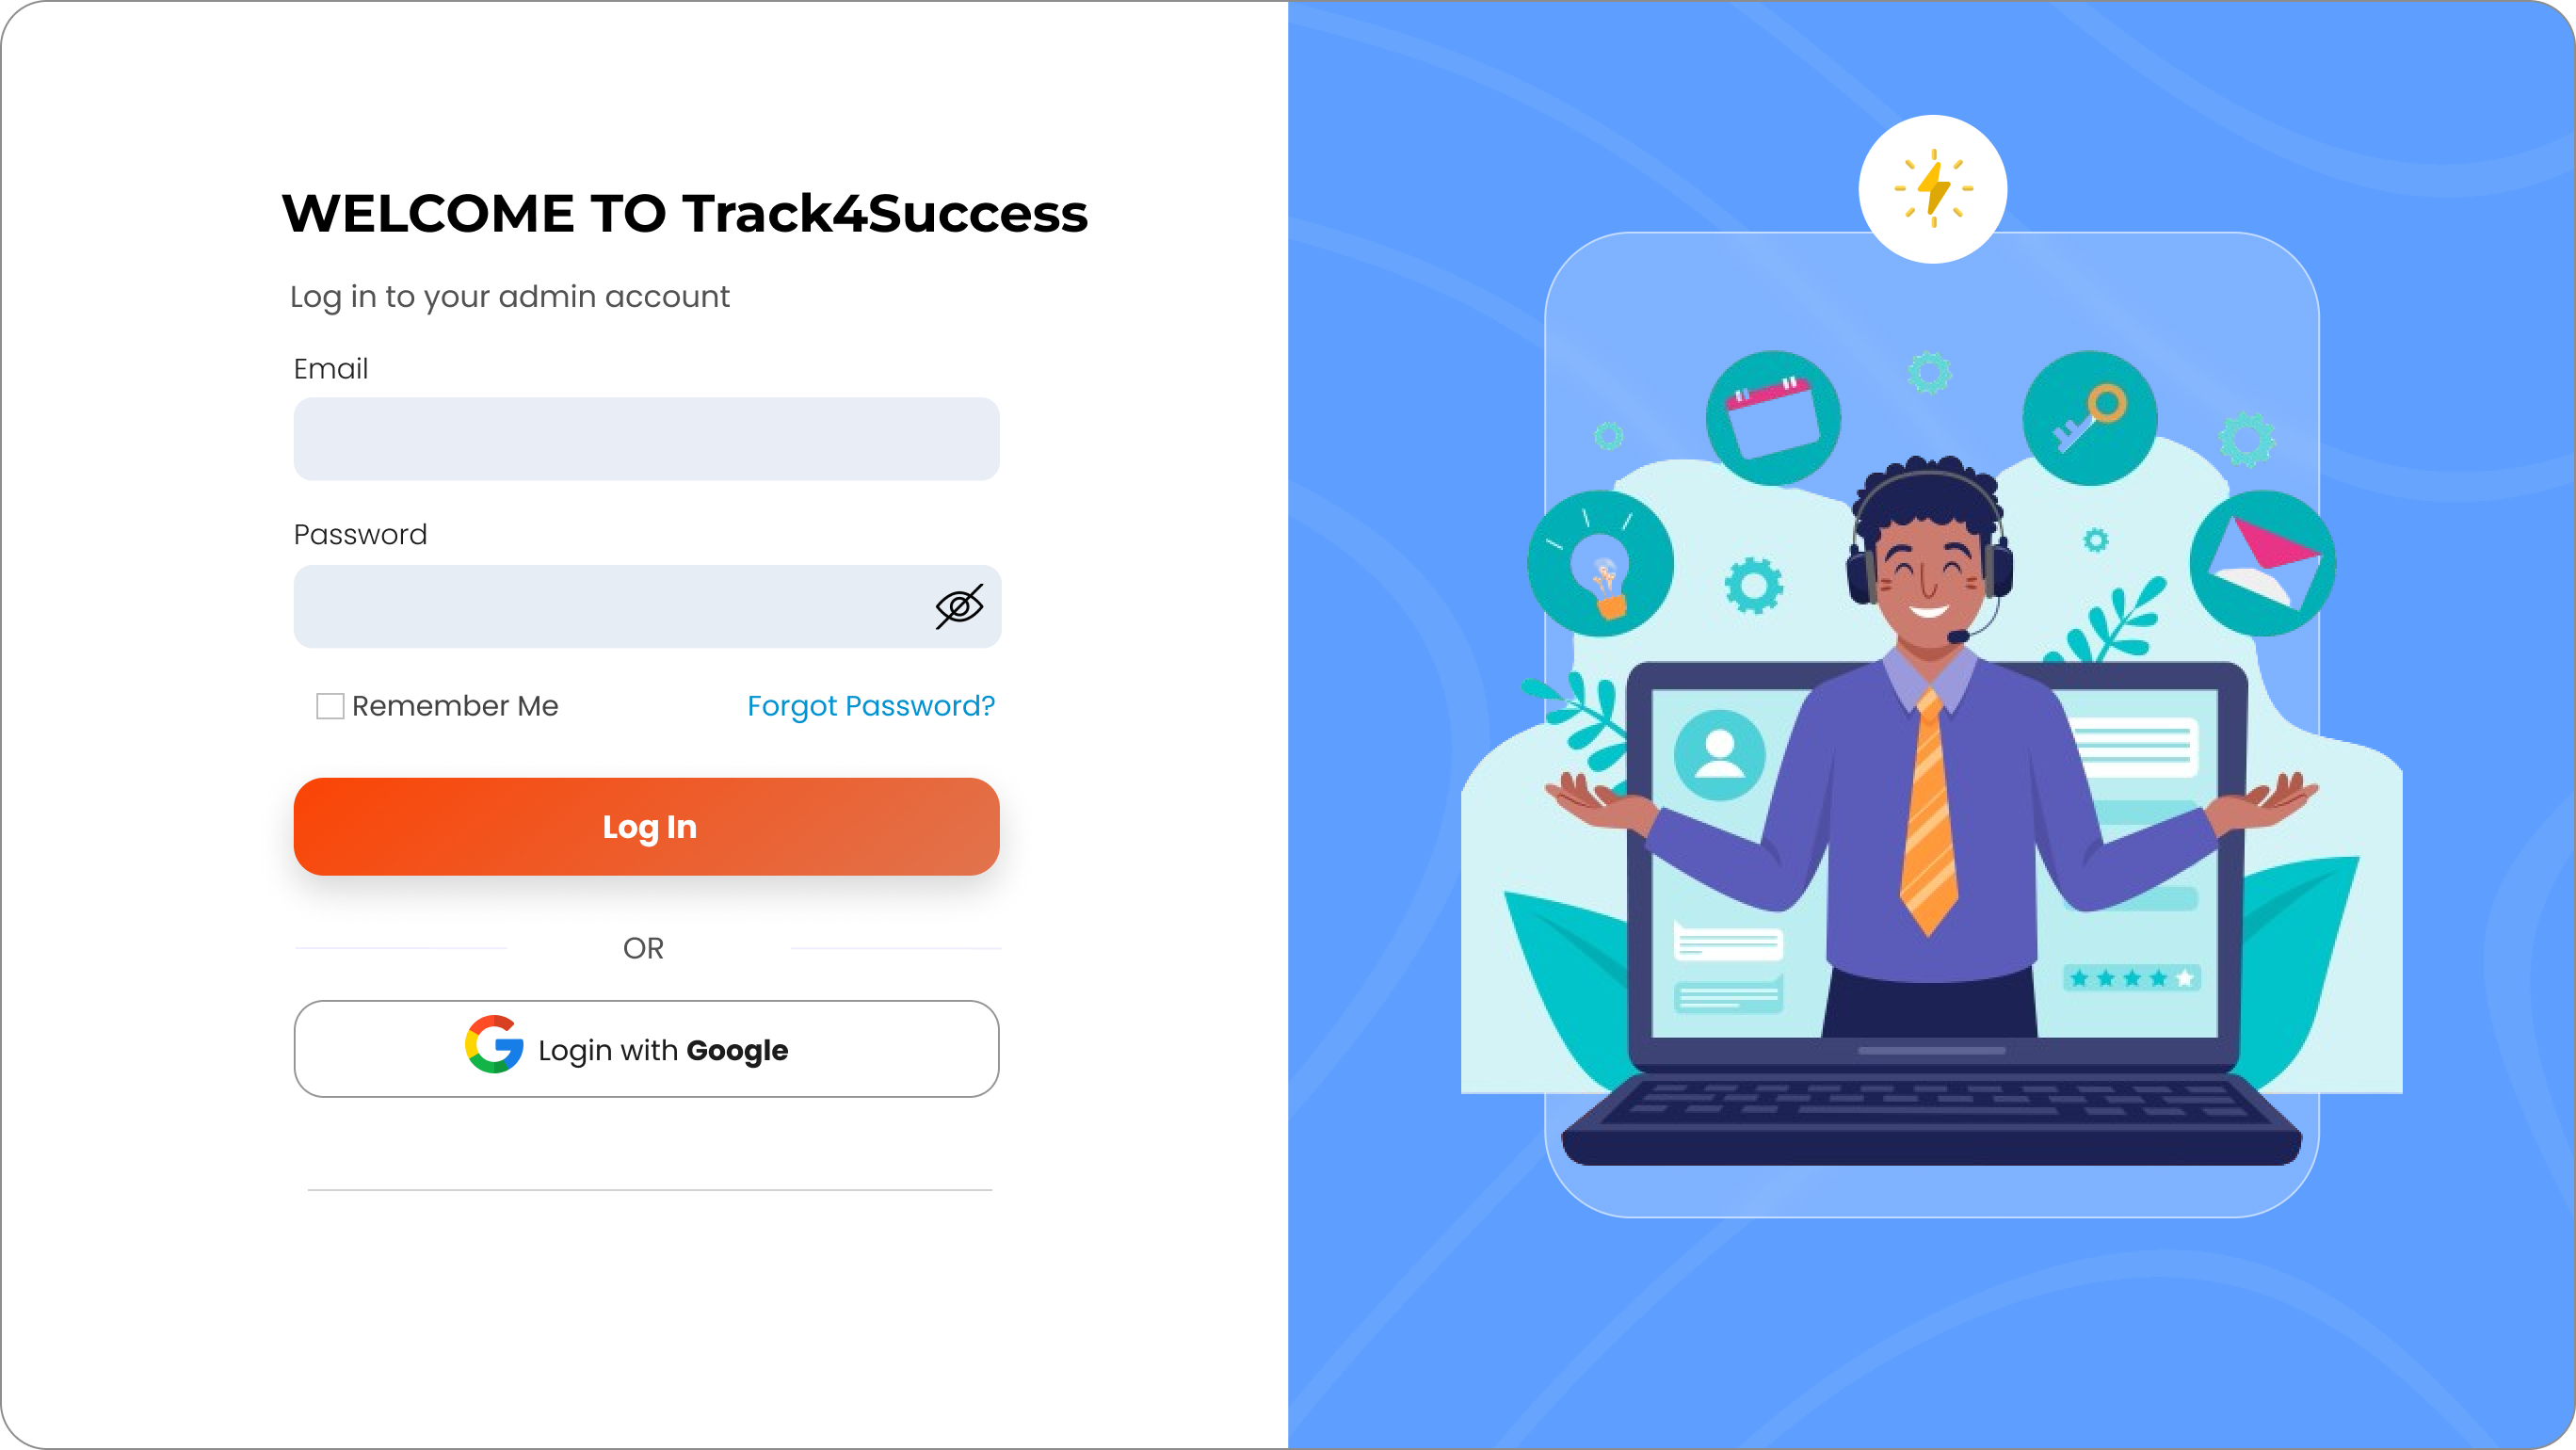 WELCOME TO Track4Success
Log in to your admin account
Email
Password
Remember Me
Forgot Password?
Log In
OR
Login with Google